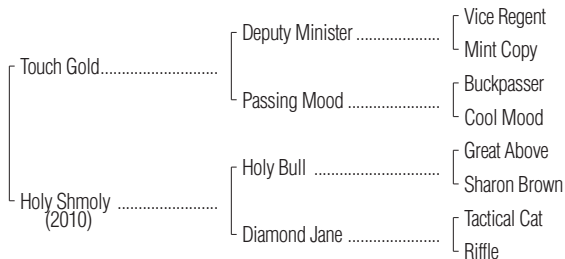 Vice Regent
Deputy Minister ....................
Mint Copy
Touch Gold............................
Buckpasser
Passing Mood ......................
Cool Mood
Great Above
Holy Bull ..............................
Sharon Brown
Holy Shmoly ........................
(2010)
Tactical Cat
Diamond Jane ......................
Riffle